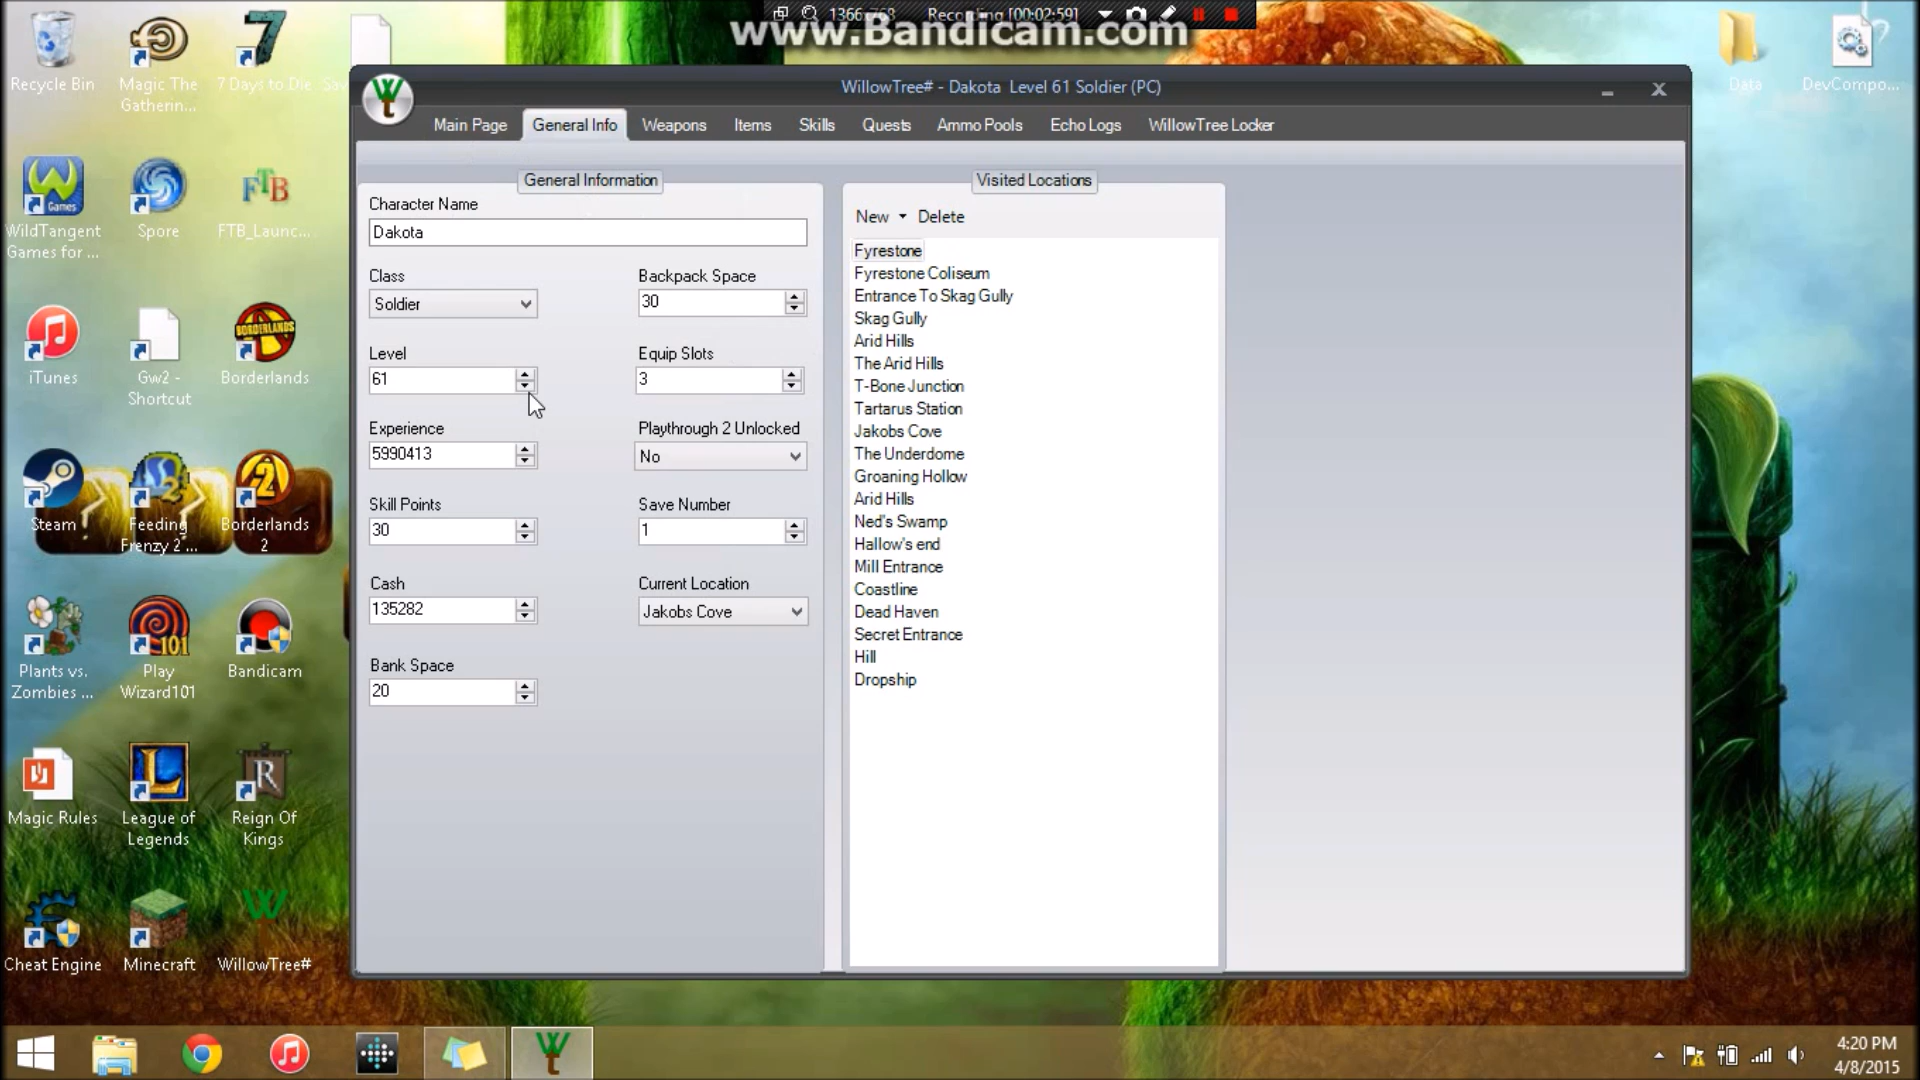 1366x768 Recording [00:02:59]
www.Bandicam.com
Recycle Bin
Magic The
Gatherin...
7 Days to Die
WildTangent
Games for ...
Spore
FTB_Launc...
iTunes
Gw2 -
Shortcut
Borderlands
Steam
Feeding
Frenzy 2 ...
Borderlands
2
Plants vs.
Zombies ...
Play
Wizard101
Bandicam
Magic Rules
League of
Legends
Reign Of
Kings
Cheat Engine
Minecraft
WillowTree#
Data
DevCompo...
WillowTree# - Dakota Level 61 Soldier (PC)
Main Page
General Info
Weapons
Items
Skills
Quests
Ammo Pools
Echo Logs
WillowTree Locker
General Information
Character Name
Dakota
Class
Soldier
Backpack Space
30
Level
61
Equip Slots
3
Experience
5990413
Playthrough 2 Unlocked
No
Skill Points
30
Save Number
1
Cash
135282
Current Location
Jakobs Cove
Bank Space
20
Visited Locations
New Delete
Fyrestone
Fyrestone Coliseum
Entrance To Skag Gully
Skag Gully
Arid Hills
The Arid Hills
T-Bone Junction
Tartarus Station
Jakobs Cove
The Underdome
Groaning Hollow
Arid Hills
Ned's Swamp
Hallow's end
Mill Entrance
Coastline
Dead Haven
Secret Entrance
Hill
Dropship
4:20 PM
4/8/2015